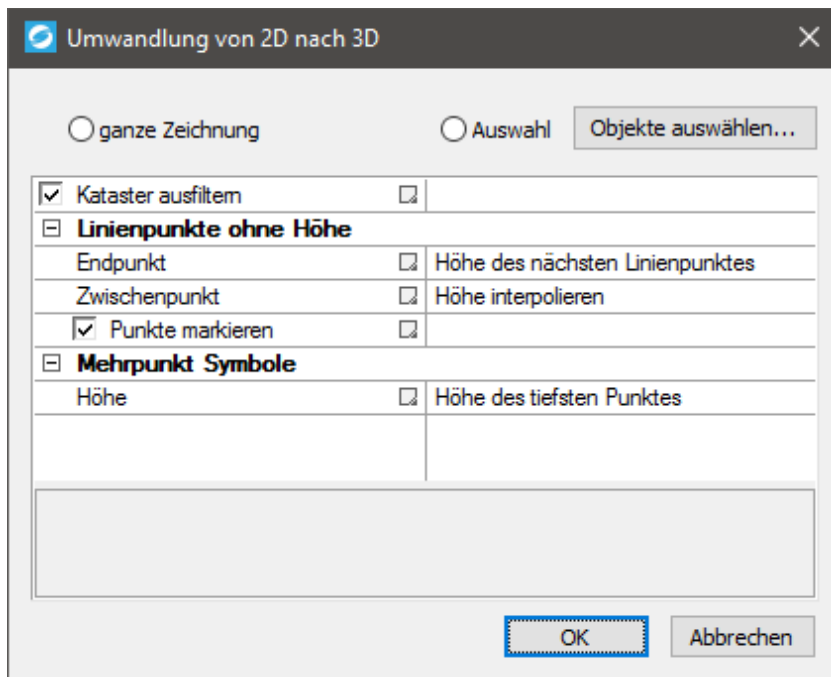 Umwandlung von 2D nach 3D
ganze Zeichnung Auswahl Objekte auswählen...
Kataster ausfiltern
Linienpunkte ohne Höhe
Endpunkt Höhe des nächsten Linienpunktes
Zwischenpunkt Höhe interpolieren
Punkte markieren
Mehrpunkt Symbole
Höhe Höhe des tiefsten Punktes
OK Abbrechen